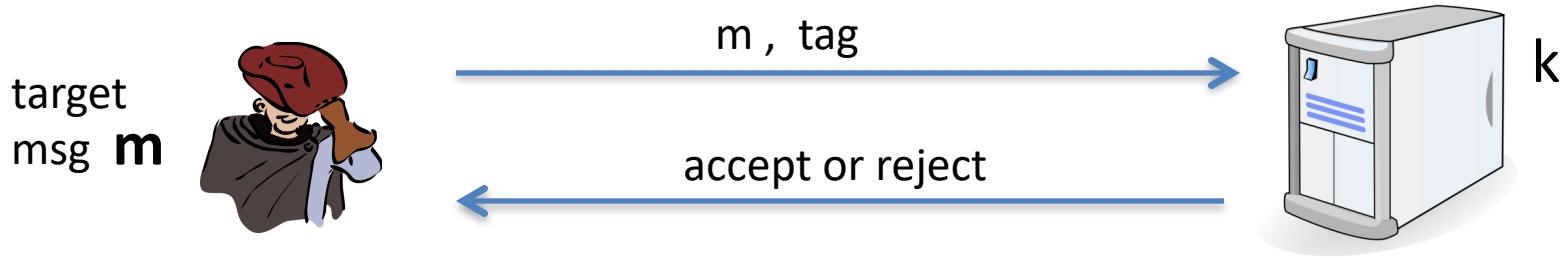 m , tag
k
target
msg m
accept or reject